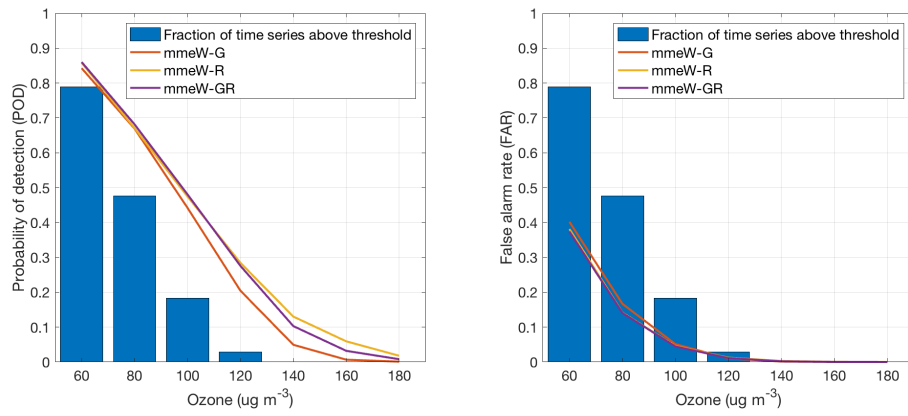 1
0.9
0.8
0.7
0.6
0.5
0.4
0.3
0.2
0.1
0
Probability of detection (POD)
Fraction of time series above threshold
mmeW-G
mmeW-R
mmeW-GR
60 80 100 120 140 160 180
Ozone (ug m-3)
1
0.9
0.8
0.7
0.6
0.5
0.4
0.3
0.2
0.1
0
False alarm rate (FAR)
Fraction of time series above threshold
mmeW-G
mmeW-R
mmeW-GR
60 80 100 120 140 160 180
Ozone (ug m-3)